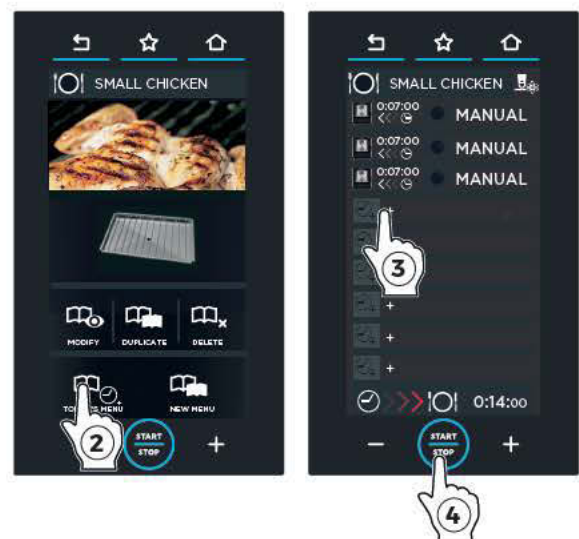 SMALL CHICKEN
MODIFY DUPLICATE DELETE
MENU NEW MENU
2
START
STOP
+
SMALL CHICKEN
0:07:00 MANUAL
0:07:00 MANUAL
0:07:00 MANUAL
+
3
+
+
+
0:14:00
−
START
STOP
+
4